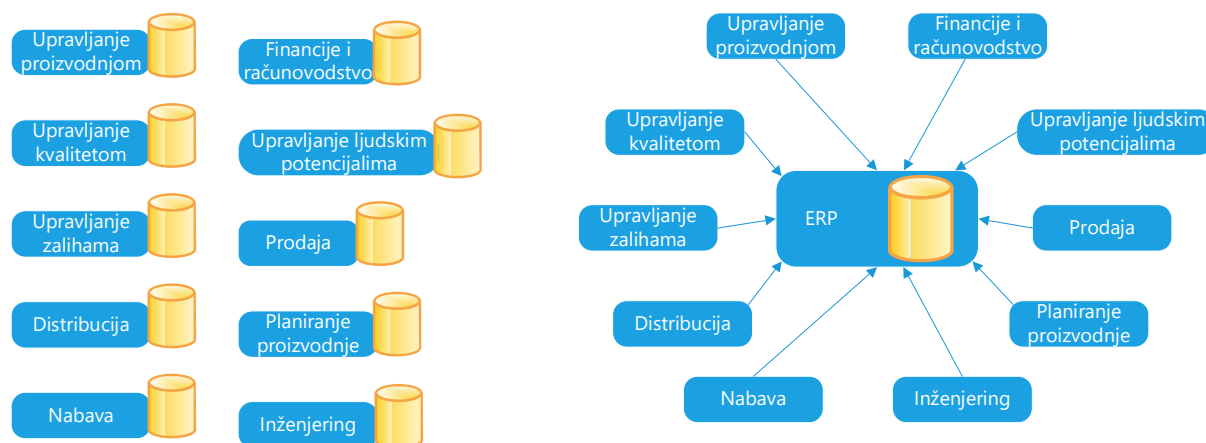 Upravljanje
proizvodnjom
Financije i
računovodstvo
Upravljanje
kvalitetom
Upravljanje ljudskim
potencijalima
Upravljanje
zalihama
Prodaja
Distribucija
Planiranje
proizvodnje
Nabava
Inženjering
Upravljanje
proizvodnjom
Financije i
računovodstvo
Upravljanje
kvalitetom
Upravljanje ljudskim
potencijalima
Upravljanje
zalihama
ERP
Prodaja
Distribucija
Planiranje
proizvodnje
Nabava
Inženjering